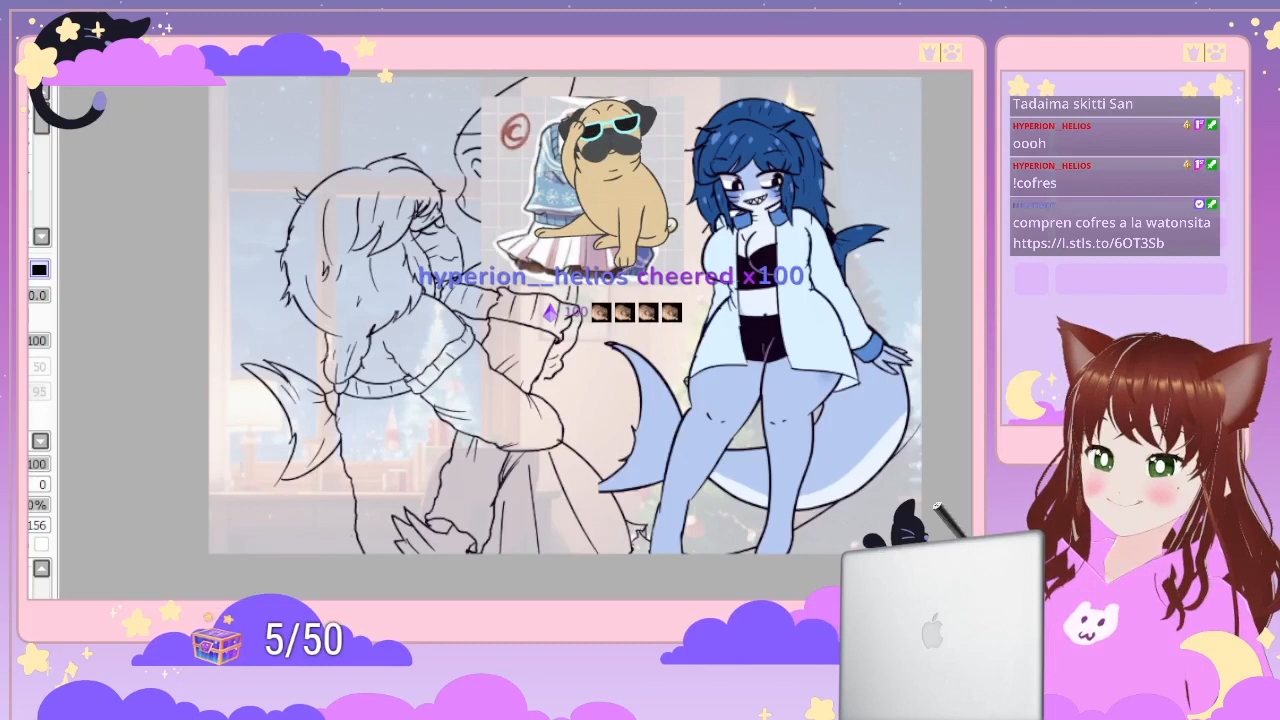 Tadaima skitti San
HYPERION_HELIOS
oooh
HYPERION_HELIOS
!cofres
compren cofres a la watonsita
https://l.stls.to/6OT3Sb
©
hyperion__helios cheered x100
100
0.0
100
50
95
100
0
0%
156
5/50